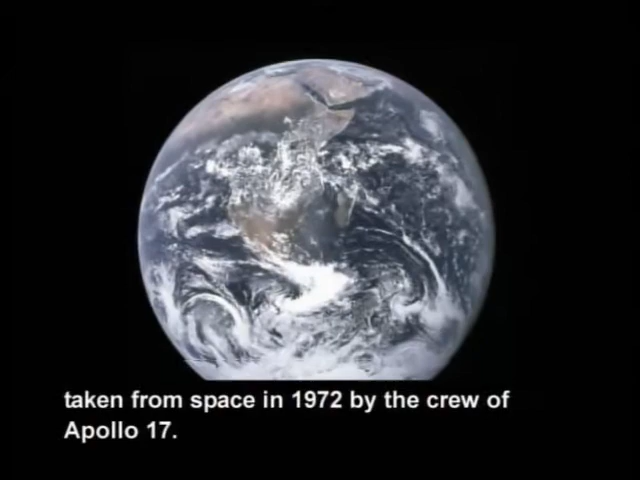 taken from space in 1972 by the crew of
Apollo 17.